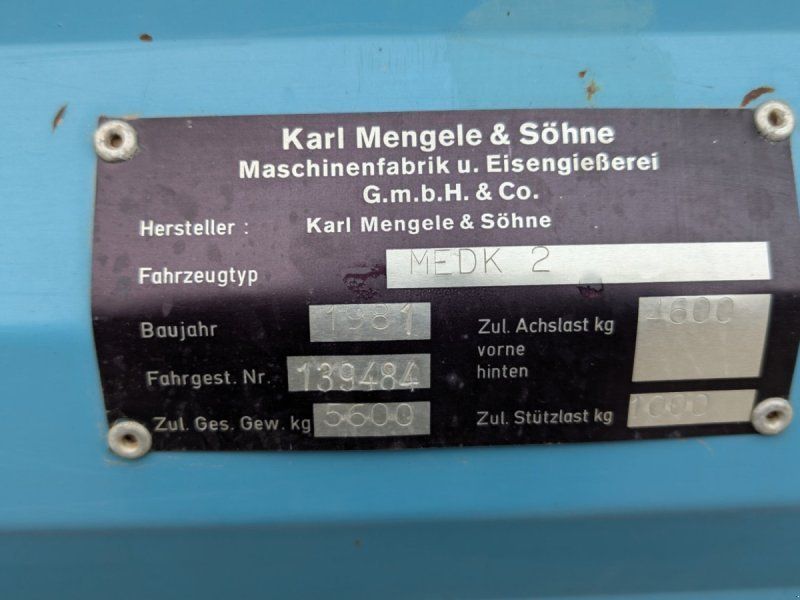 Karl Mengele & Söhne
Maschinenfabrik u. Eisengießerei
G.m.b.H. & Co.
Hersteller : Karl Mengele & Söhne
Fahrzeugtyp MEDK 2
Baujahr 1981
Zul. Achslast kg 4600
vorne
hinten
Fahrgest. Nr. 139484
Zul. Ges. Gew. kg 5600
Zul. Stützlast kg 1000